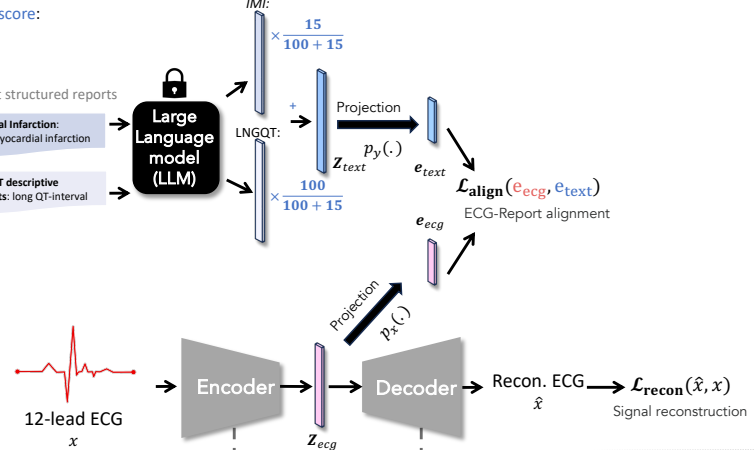 score:
IMI:
× 15 / 100 + 15
t structured reports
al Infarction:
yocardial infarction
Large
Language
model
(LLM)
+
LNGQT:
T descriptive
ts: long QT-interval
× 100 / 100 + 15
Z_text
Projection
p_y(.)
e_text
ℒ_align(e_ecg, e_text)
ECG-Report alignment
e_ecg
Projection
p_x(.)
12-lead ECG
x
Encoder
Z_ecg
Decoder
Recon. ECG
x̂
ℒ_recon(x̂, x)
Signal reconstruction